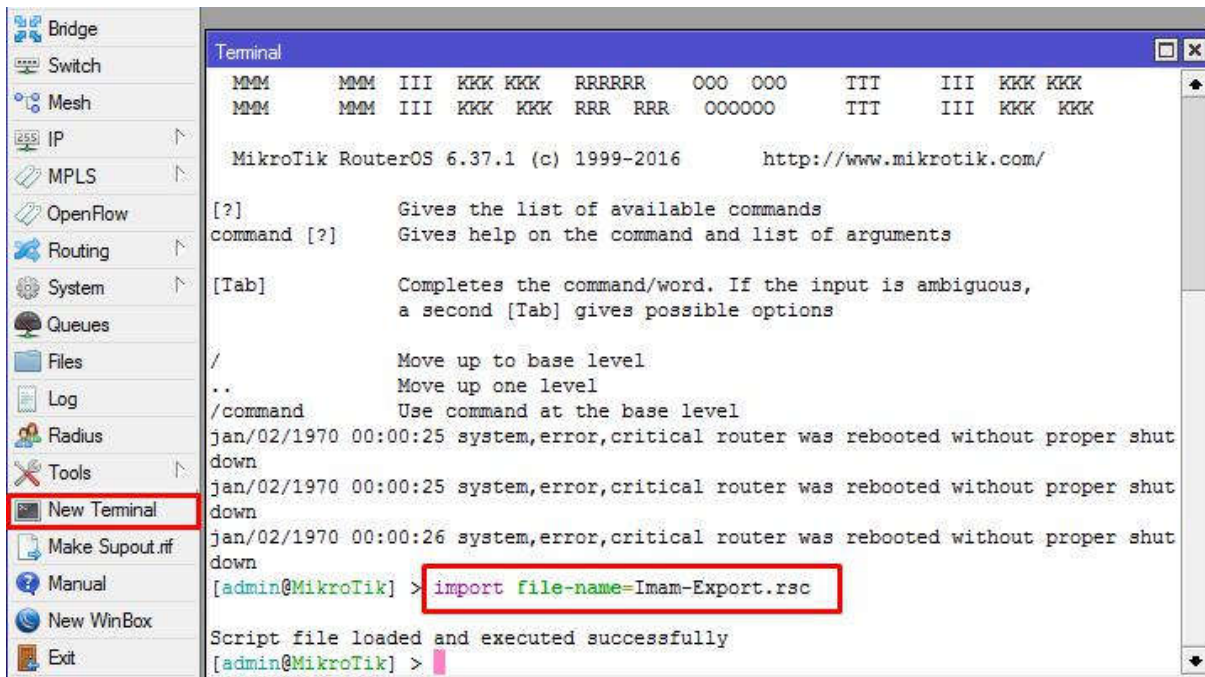 Bridge
Switch
Mesh
255 IP
MPLS
OpenFlow
Routing
System
Queues
Files
Log
Radius
Tools
New Terminal
Make Supout.rif
Manual
New WinBox
Exit
Terminal
MMM      MMM  III  KKK KKK   RRRRRR    OOO  OOO     TTT     III  KKK KKK
MMM      MMM  III  KKK  KKK  RRR  RRR   OOOOOO      TTT     III  KKK  KKK
MikroTik RouterOS 6.37.1 (c) 1999-2016       http://www.mikrotik.com/
[?]             Gives the list of available commands
command [?]     Gives help on the command and list of arguments
[Tab]           Completes the command/word. If the input is ambiguous,
a second [Tab] gives possible options
/               Move up to base level
..              Move up one level
/command        Use command at the base level
jan/02/1970 00:00:25 system,error,critical router was rebooted without proper shut
down
jan/02/1970 00:00:25 system,error,critical router was rebooted without proper shut
down
jan/02/1970 00:00:26 system,error,critical router was rebooted without proper shut
down
[admin@MikroTik] > import file-name=Imam-Export.rsc
Script file loaded and executed successfully
[admin@MikroTik] >